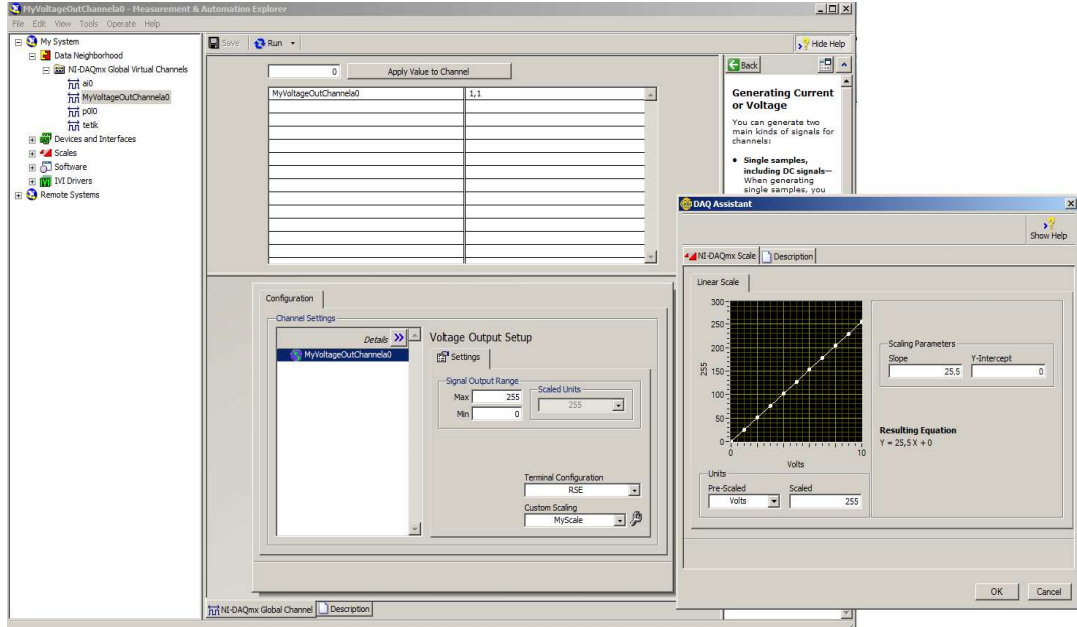 MyVoltageOutChannela0 - Measurement & Automation Explorer
File Edit View Tools Operate Help
My System
Data Neighborhood
NI-DAQmx Global Virtual Channels
ai0
MyVoltageOutChannela0
p0l0
tetik
Devices and Interfaces
Scales
Software
IVI Drivers
Remote Systems
Save Run Hide Help
0 Apply Value to Channel
MyVoltageOutChannela0 1,1
Back
Generating Current
or Voltage
You can generate two
main kinds of signals for
channels:
• Single samples,
including DC signals—
When generating
single samples, you
Configuration
Channel Settings
Details
MyVoltageOutChannela0
Voltage Output Setup
Settings
Signal Output Range
Max 255
Min 0
Scaled Units
255
Terminal Configuration
RSE
Custom Scaling
MyScale
NI-DAQmx Global Channel Description
DAQ Assistant
Show Help
NI-DAQmx Scale Description
Linear Scale
300
250
200
150
100
50
0
255
0 10
Volts
Units
Pre-Scaled Scaled
Volts 255
Scaling Parameters
Slope Y-Intercept
25,5 0
Resulting Equation
Y = 25,5 X + 0
OK Cancel